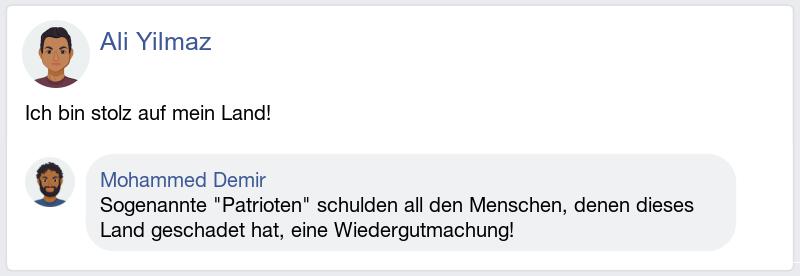 Ali Yilmaz
Ich bin stolz auf mein Land!
Mohammed Demir
Sogenannte "Patrioten" schulden all den Menschen, denen dieses
Land geschadet hat, eine Wiedergutmachung!